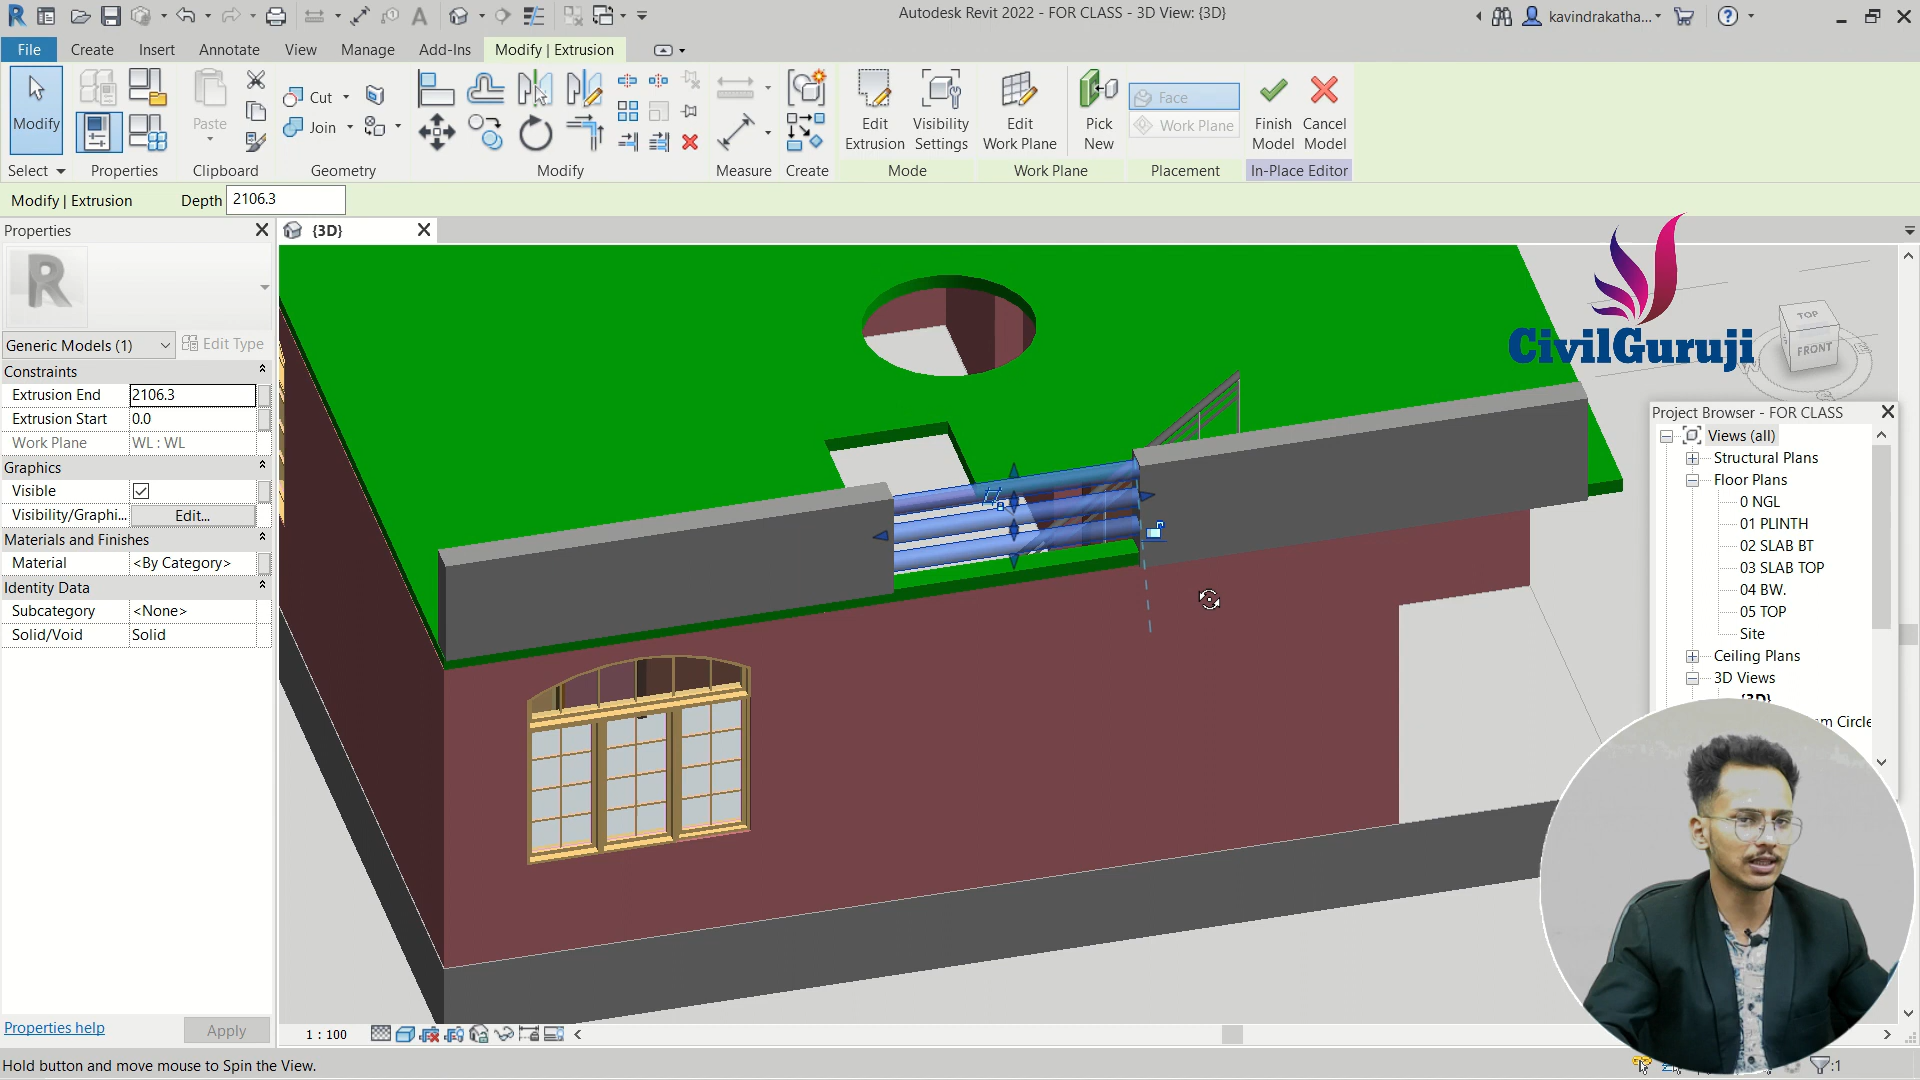 Autodesk Revit 2022 - FOR CLASS - 3D View: {3D}
kavindrakatha...
File
Create
Insert
Annotate
View
Manage
Add-Ins
Modify | Extrusion
Modify
Paste
Cut
Join
Edit Extrusion
Visibility Settings
Edit Work Plane
Pick New
Face
Work Plane
Finish Model
Cancel Model
Select
Properties
Clipboard
Geometry
Modify
Measure
Create
Mode
Work Plane
Placement
In-Place Editor
Modify | Extrusion
Depth 2106.3
Properties
{3D}
R
Generic Models (1)
Edit Type
Constraints
Extrusion End 2106.3
Extrusion Start 0.0
Work Plane WL : WL
Graphics
Visible
Visibility/Graphi... Edit...
Materials and Finishes
Material <By Category>
Identity Data
Subcategory <None>
Solid/Void Solid
Properties help
Apply
CivilGuruji
TOP
FRONT
Project Browser - FOR CLASS
Views (all)
Structural Plans
Floor Plans
0 NGL
01 PLINTH
02 SLAB BT
03 SLAB TOP
04 BW.
05 TOP
Site
Ceiling Plans
3D Views
{3D}
Circle
1 : 100
Hold button and move mouse to Spin the View.
:1